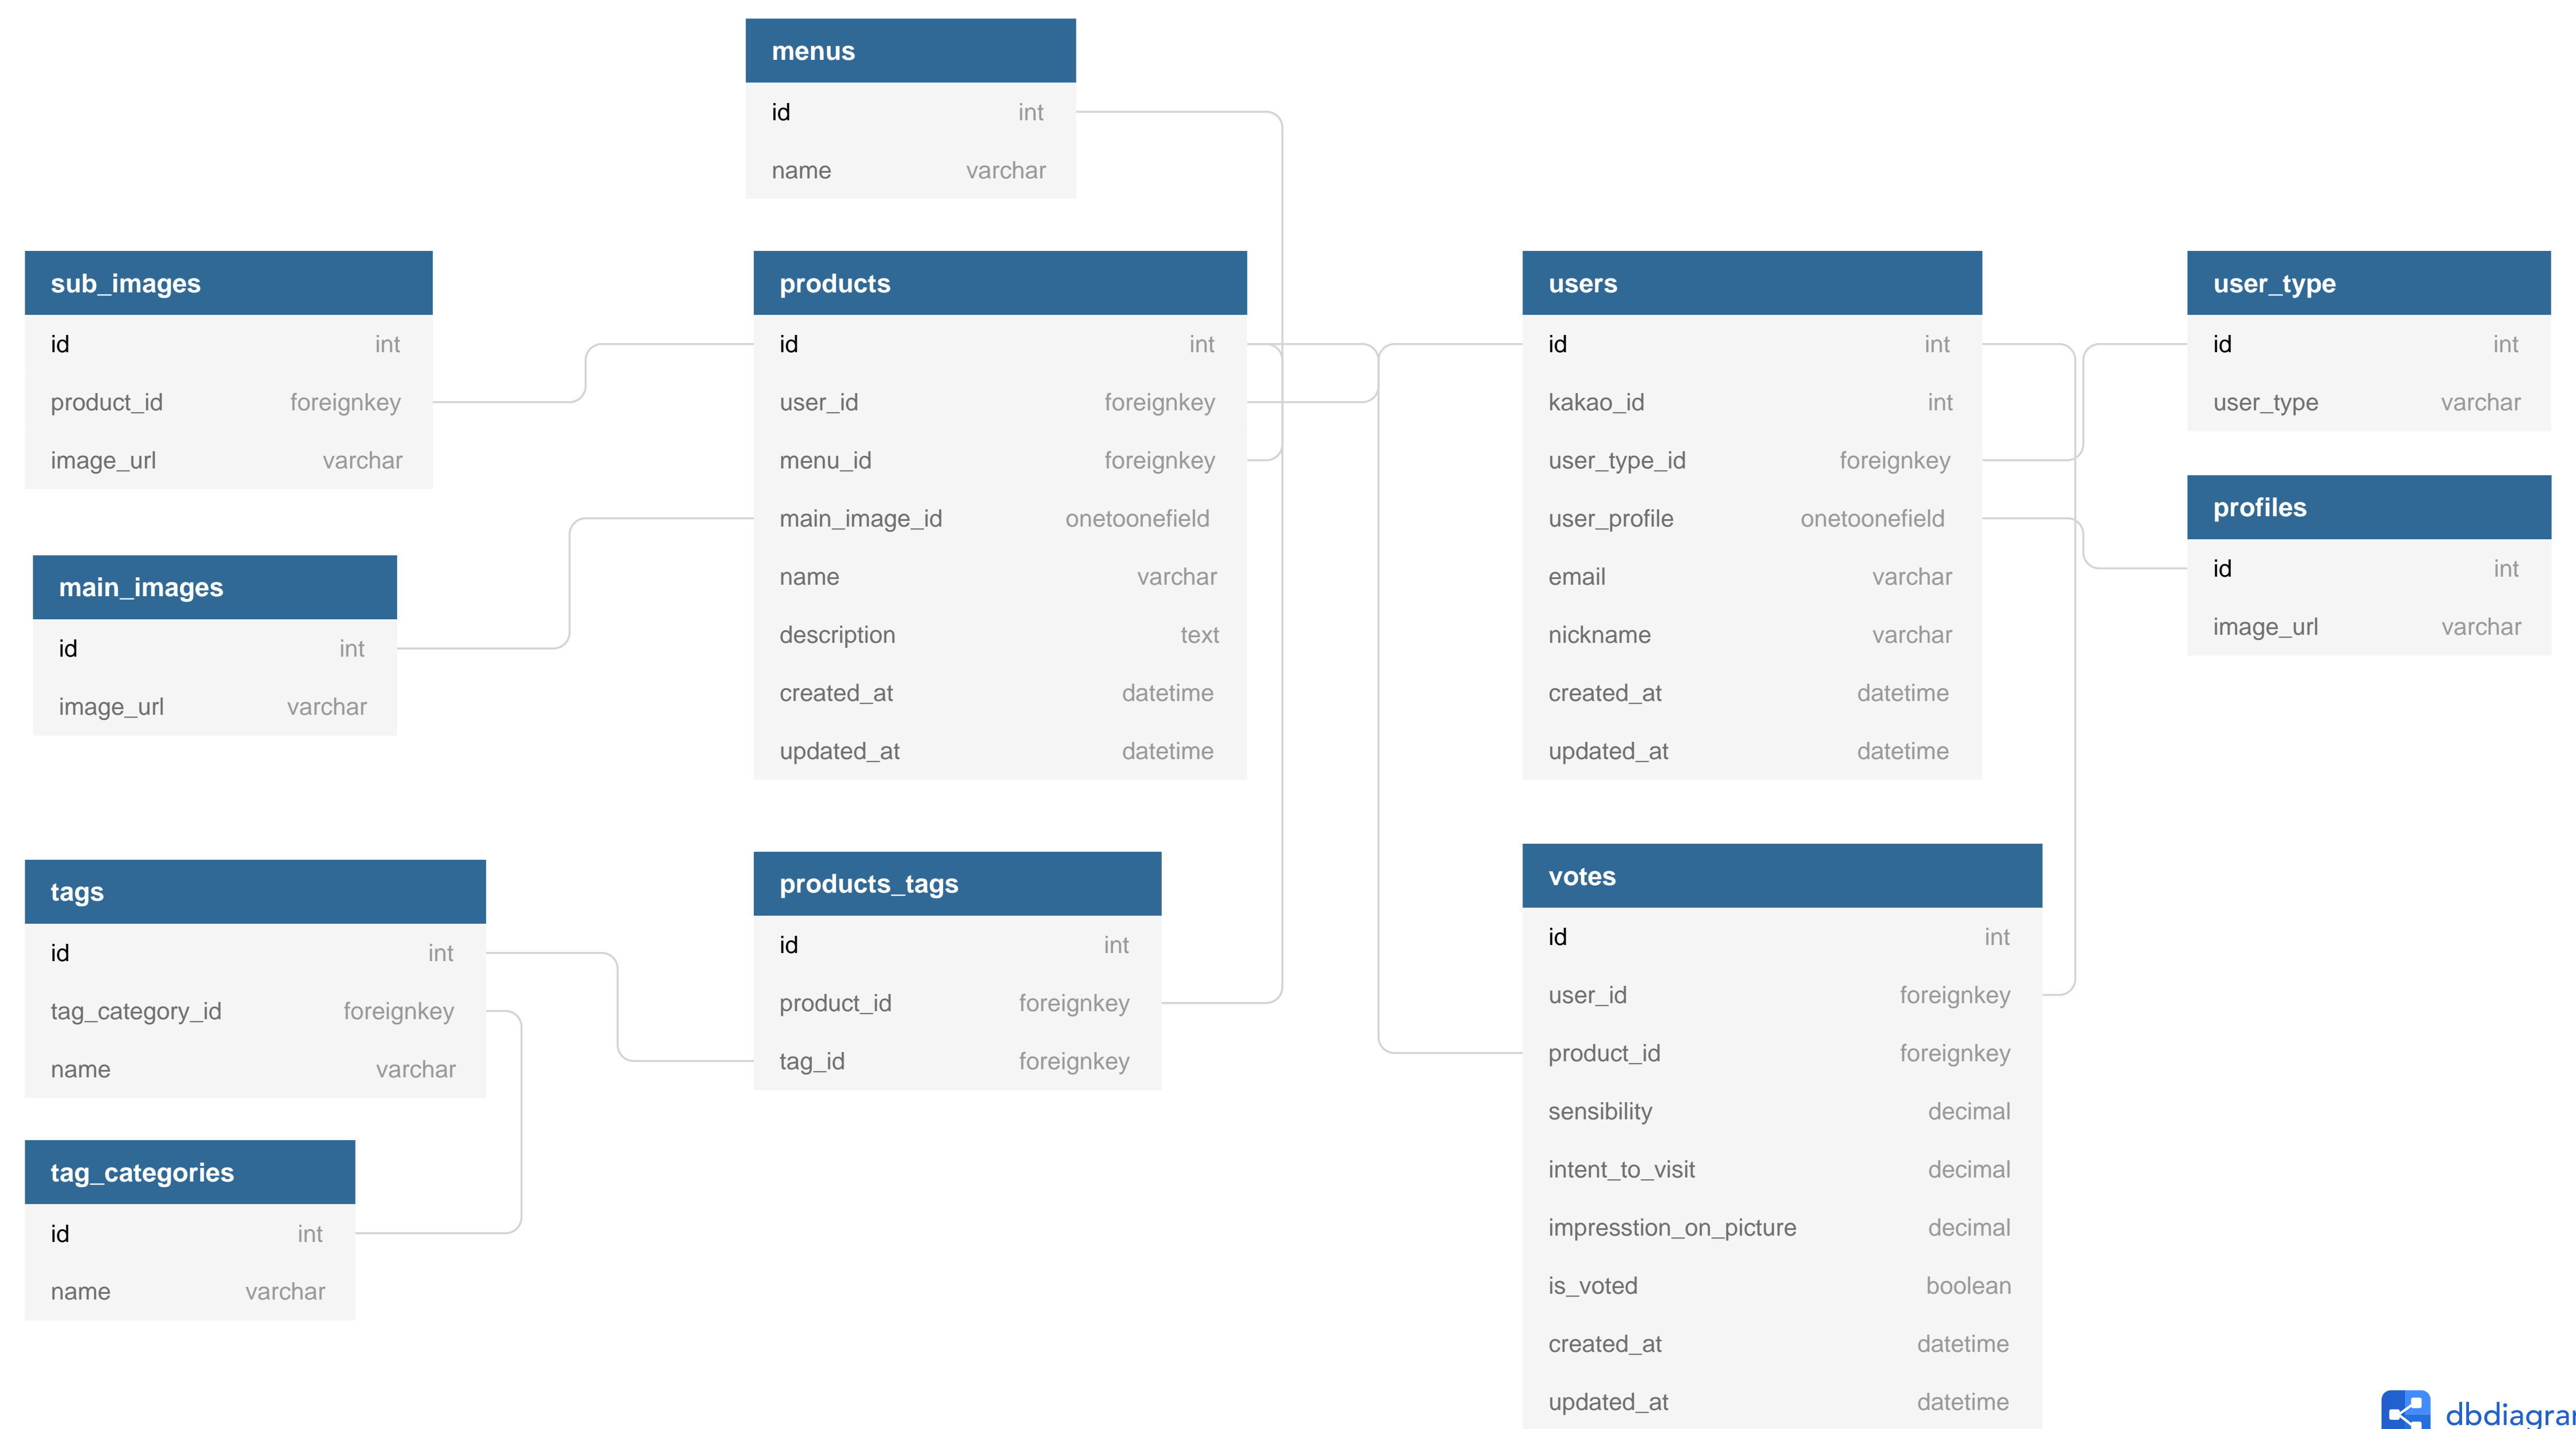 menus
id int
name varchar
sub_images
id int
product_id foreignkey
image_url varchar
products
id int
user_id foreignkey
menu_id foreignkey
main_image_id onetoonefield
name varchar
description text
created_at datetime
updated_at datetime
users
id int
kakao_id int
user_type_id foreignkey
user_profile onetoonefield
email varchar
nickname varchar
created_at datetime
updated_at datetime
user_type
id int
user_type varchar
profiles
id int
image_url varchar
main_images
id int
image_url varchar
tags
id int
tag_category_id foreignkey
name varchar
products_tags
id int
product_id foreignkey
tag_id foreignkey
votes
id int
user_id foreignkey
product_id foreignkey
sensibility decimal
intent_to_visit decimal
impresstion_on_picture decimal
is_voted boolean
created_at datetime
updated_at datetime
tag_categories
id int
name varchar